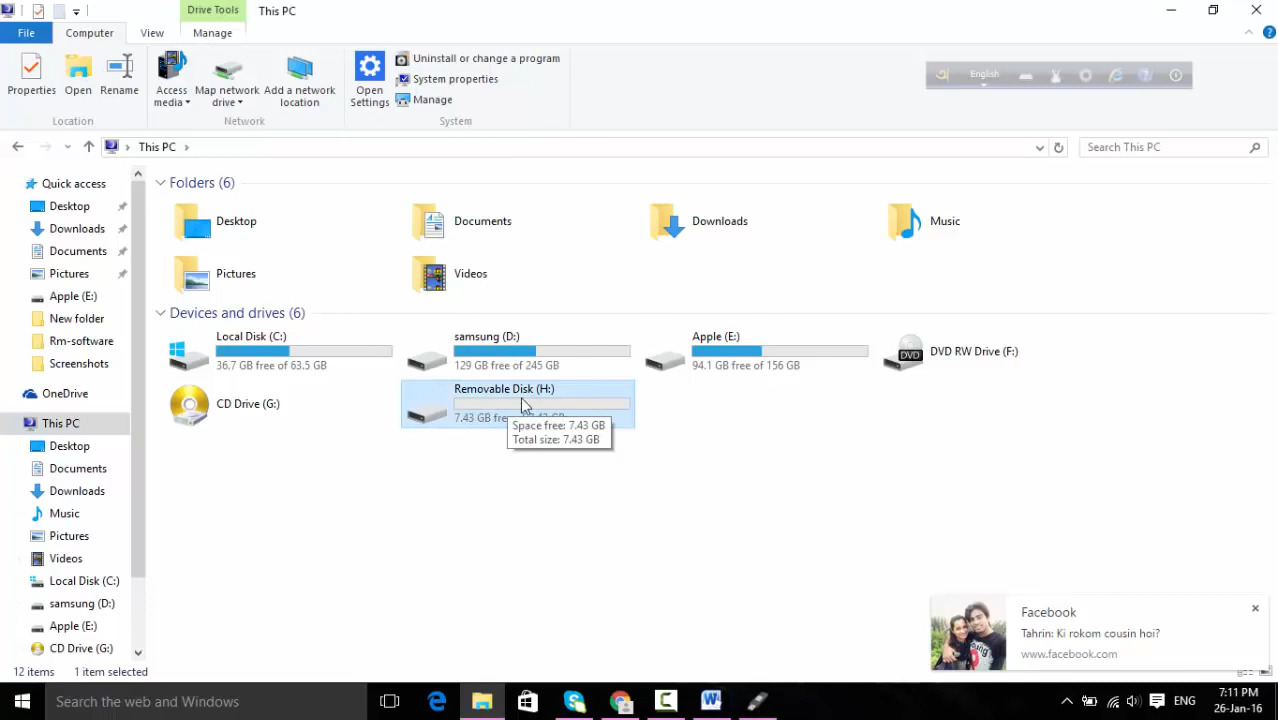 Drive Tools
This PC
File
Computer
View
Manage
Properties
Open
Rename
Access media
Map network drive
Add a network location
Open Settings
Uninstall or change a program
System properties
Manage
Location
Network
System
English
This PC
Search This PC
Quick access
Desktop
Downloads
Documents
Pictures
Apple (E:)
New folder
Rm-software
Screenshots
OneDrive
This PC
Desktop
Documents
Downloads
Music
Pictures
Videos
Local Disk (C:)
samsung (D:)
Apple (E:)
CD Drive (G:)
Folders (6)
Desktop
Documents
Downloads
Music
Pictures
Videos
Devices and drives (6)
Local Disk (C:)
36.7 GB free of 63.5 GB
samsung (D:)
129 GB free of 245 GB
Apple (E:)
94.1 GB free of 156 GB
DVD
DVD RW Drive (F:)
CD Drive (G:)
Removable Disk (H:)
7.43 GB
Space free: 7.43 GB
Total size: 7.43 GB
Facebook
Tahrin: Ki rokom cousin hoi?
www.facebook.com
12 items
1 item selected
Search the web and Windows
ENG
7:11 PM
26-Jan-16